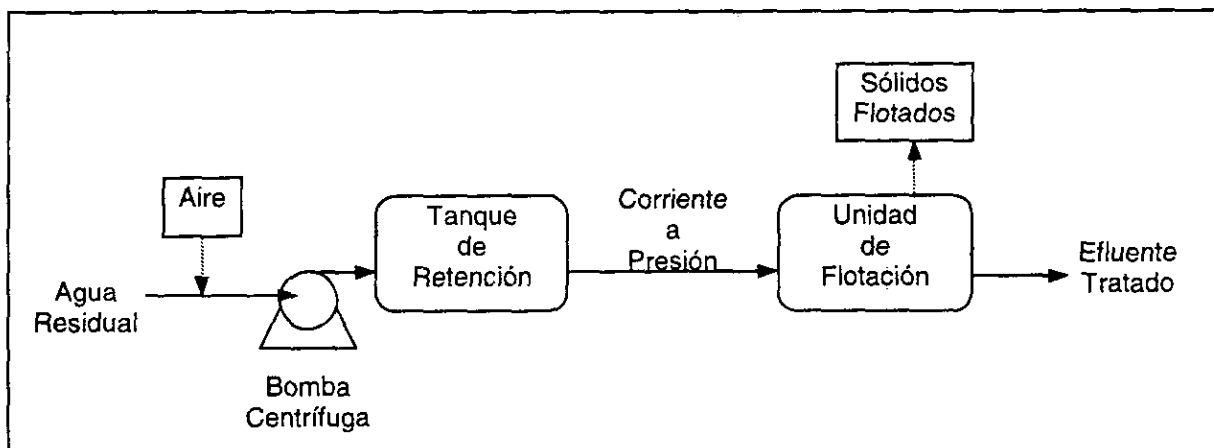 Aire
Agua
Residual
Bomba
Centrífuga
Tanque
de
Retención
Corriente
a
Presión
Unidad
de
Flotación
Sólidos
Flotados
Efluente
Tratado